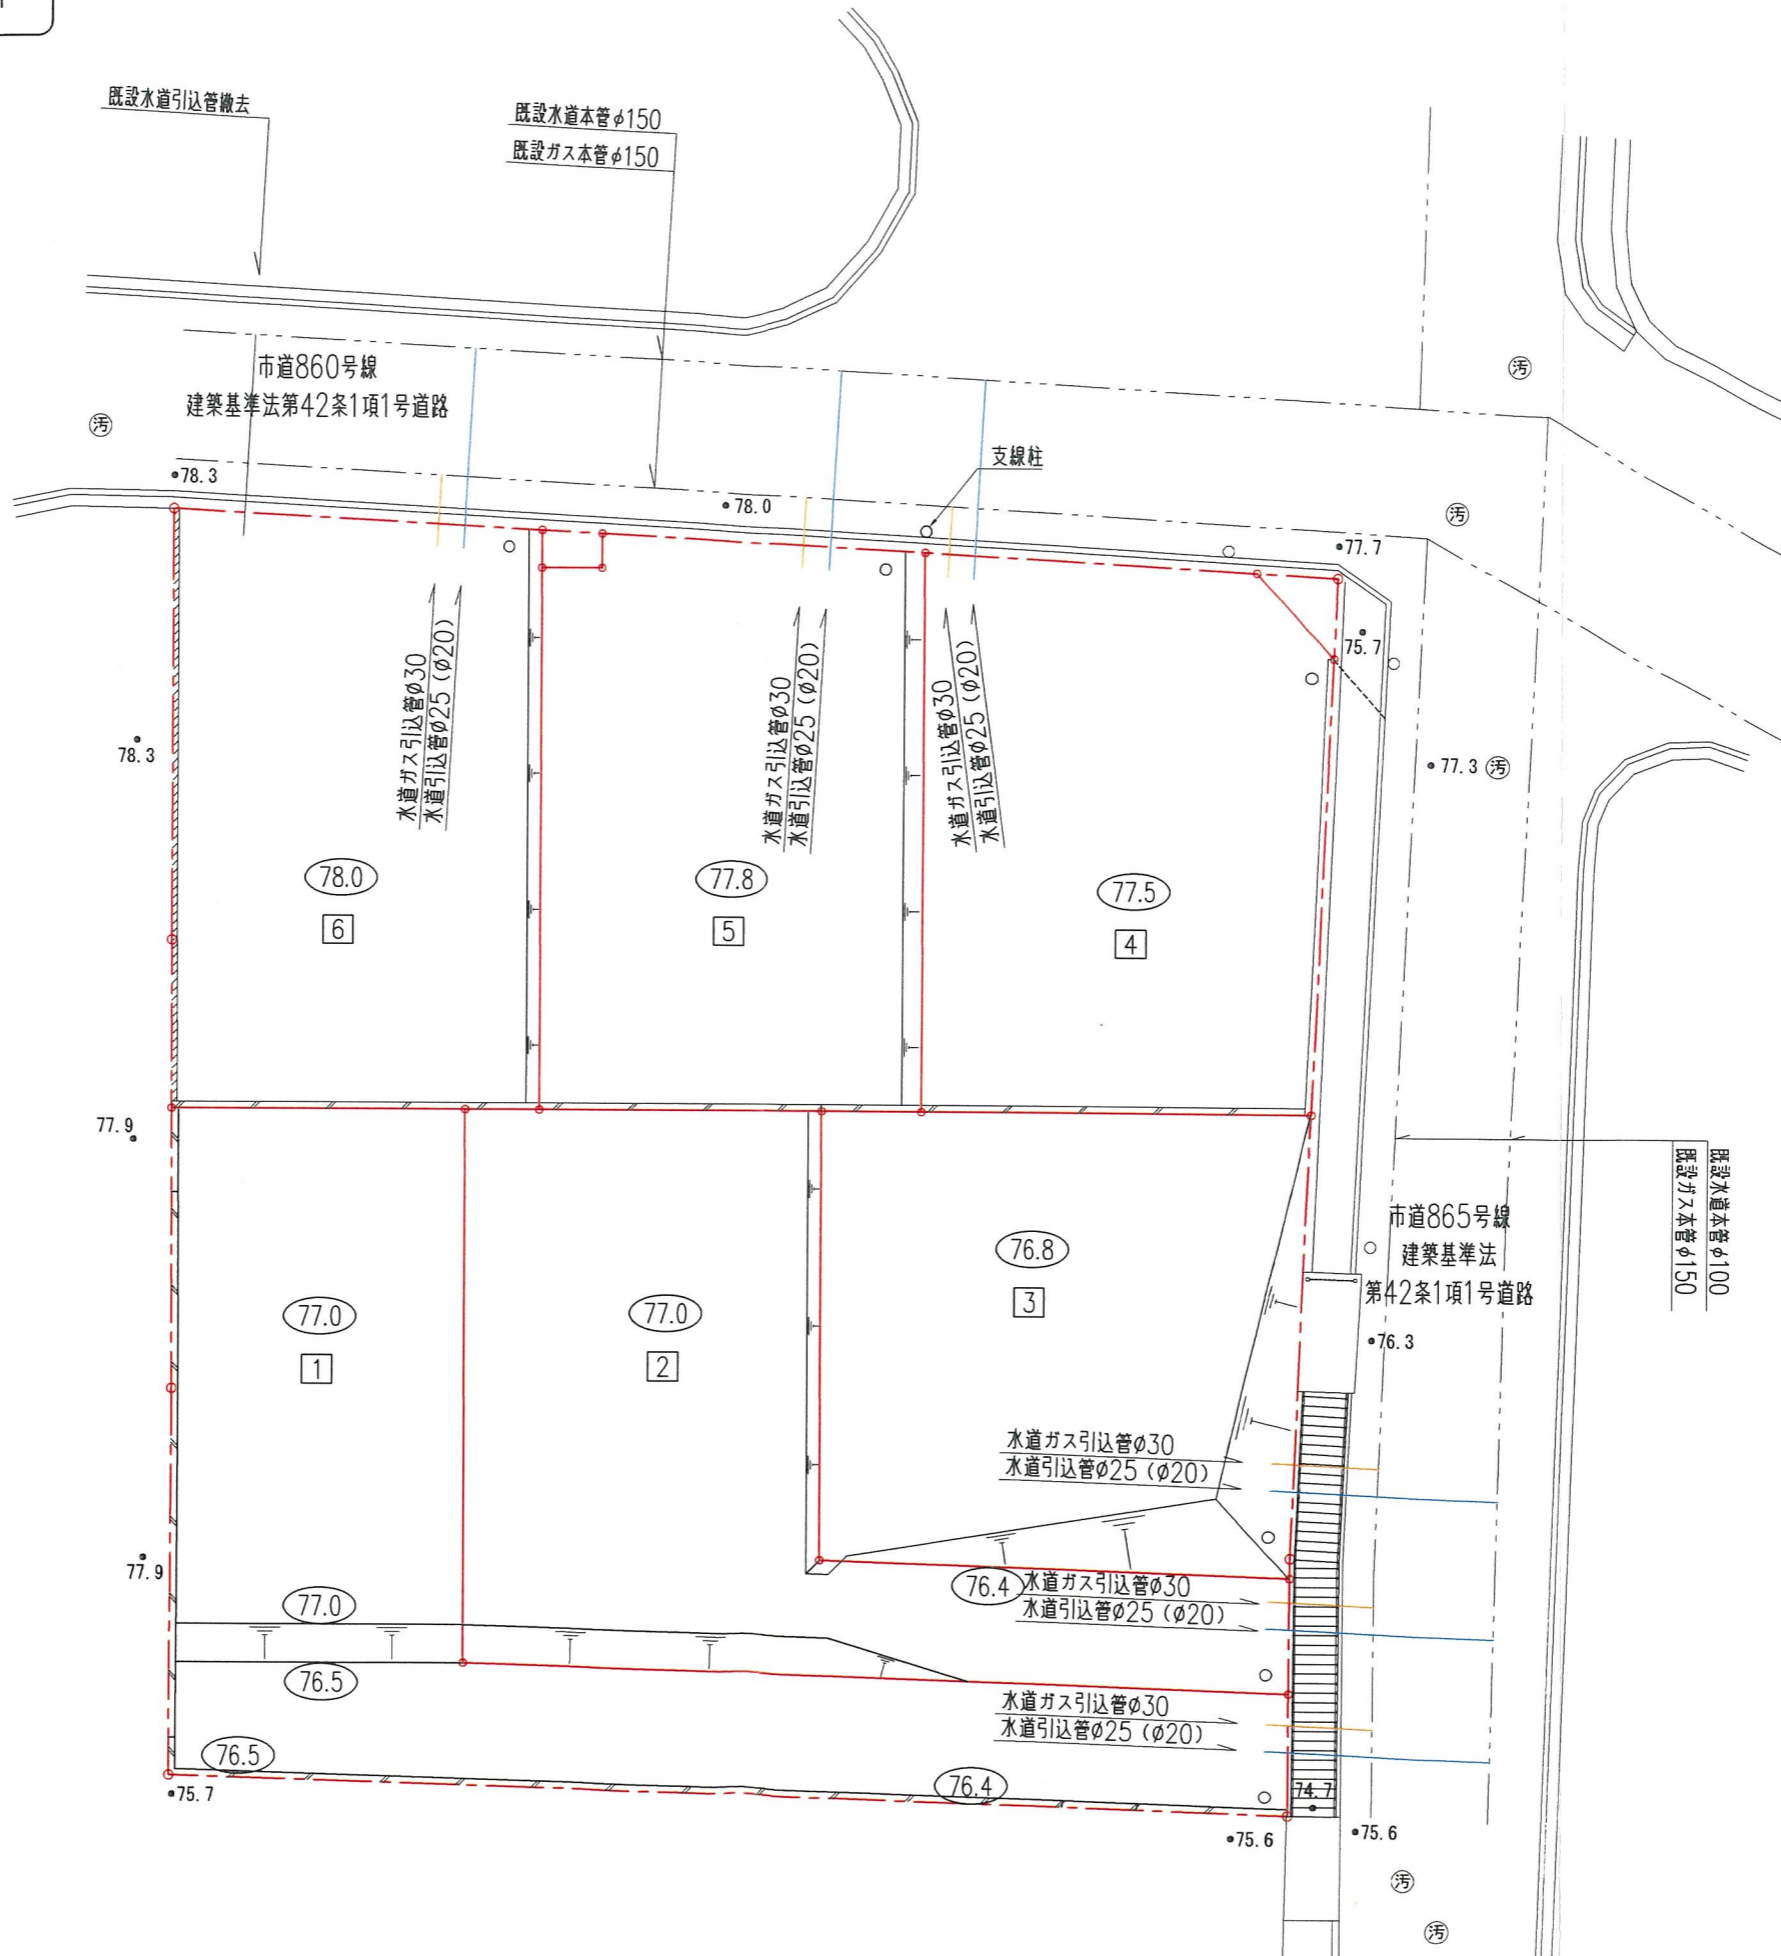 既設水道引込管撤去
既設水道本管φ150
既設ガス本管φ150
市道860号線
建築基準法第42条1項1号道路
汚
汚
汚
支線柱
78.3
78.0
77.7
75.7
78.3
77.3 汚
水道ガス引込管φ30
水道引込管φ25(φ20)
水道ガス引込管φ30
水道引込管φ25(φ20)
水道ガス引込管φ30
水道引込管φ25(φ20)
78.0
6
77.8
5
77.5
4
77.9
既設水道本管φ100
既設ガス本管φ150
市道865号線
建築基準法
第42条1項1号道路
76.3
77.0
1
77.0
2
76.8
3
水道ガス引込管φ30
水道引込管φ25(φ20)
77.9
76.4
水道ガス引込管φ30
水道引込管φ25(φ20)
77.0
76.5
水道ガス引込管φ30
水道引込管φ25(φ20)
76.5
76.4
75.7
74.7
75.6
75.6
汚
汚